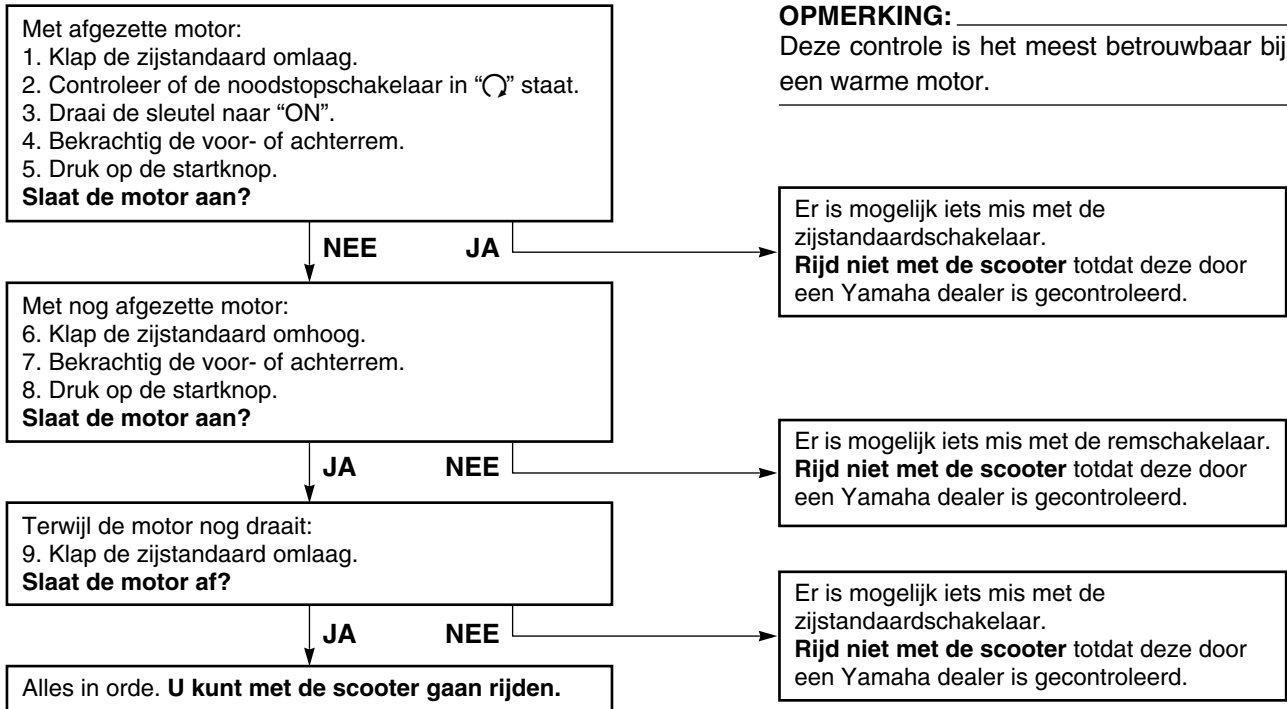 Met afgezette motor:
1. Klap de zijstandaard omlaag.
2. Controleer of de noodstopschakelaar in “ ” staat.
3. Draai de sleutel naar “ON”.
4. Bekrachtig de voor- of achterrem.
5. Druk op de startknop.
Slaat de motor aan?
OPMERKING:
Deze controle is het meest betrouwbaar bij
een warme motor.
NEE JA
Er is mogelijk iets mis met de
zijstandaardschakelaar.
Rijd niet met de scooter totdat deze door
een Yamaha dealer is gecontroleerd.
Met nog afgezette motor:
6. Klap de zijstandaard omhoog.
7. Bekrachtig de voor- of achterrem.
8. Druk op de startknop.
Slaat de motor aan?
JA NEE
Er is mogelijk iets mis met de remschakelaar.
Rijd niet met de scooter totdat deze door
een Yamaha dealer is gecontroleerd.
Terwijl de motor nog draait:
9. Klap de zijstandaard omlaag.
Slaat de motor af?
JA NEE
Er is mogelijk iets mis met de
zijstandaardschakelaar.
Rijd niet met de scooter totdat deze door
een Yamaha dealer is gecontroleerd.
Alles in orde. U kunt met de scooter gaan rijden.